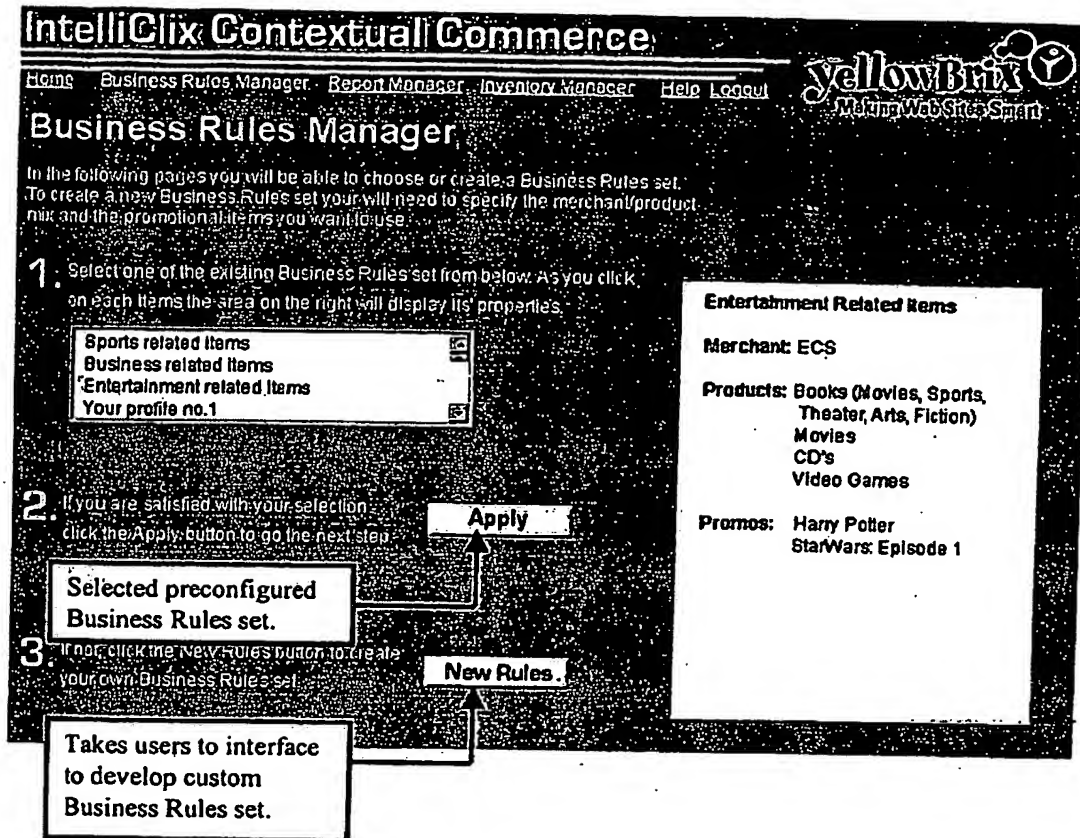 IntelliClix Contextual Commerce
yellowBrix
Making Web Sites Smart
Home Business Rules Manager Report Manager Inventory Manager Help Logout
Business Rules Manager
In the following pages you will be able to choose or create a Business Rules set.
To create a new Business Rules set your will need to specify the merchant/product
mix and the promotional items you want to use.
1. Select one of the existing Business Rules set from below. As you click
on each items the area on the right will display its' properties.
Sports related items
Business related items
Entertainment related items
Your profile no.1
Entertainment Related Items
Merchant: ECS
Products: Books (Movies, Sports,
Theater, Arts, Fiction)
Movies
CD's
Video Games
Promos: Harry Potter
StarWars: Episode 1
2. If you are satisfied with your selection
click the Apply button to go the next step
Apply
Selected preconfigured
Business Rules set.
3. If not, click the New Rules button to create
your own Business Rules set
New Rules.
Takes users to interface
to develop custom
Business Rules set.